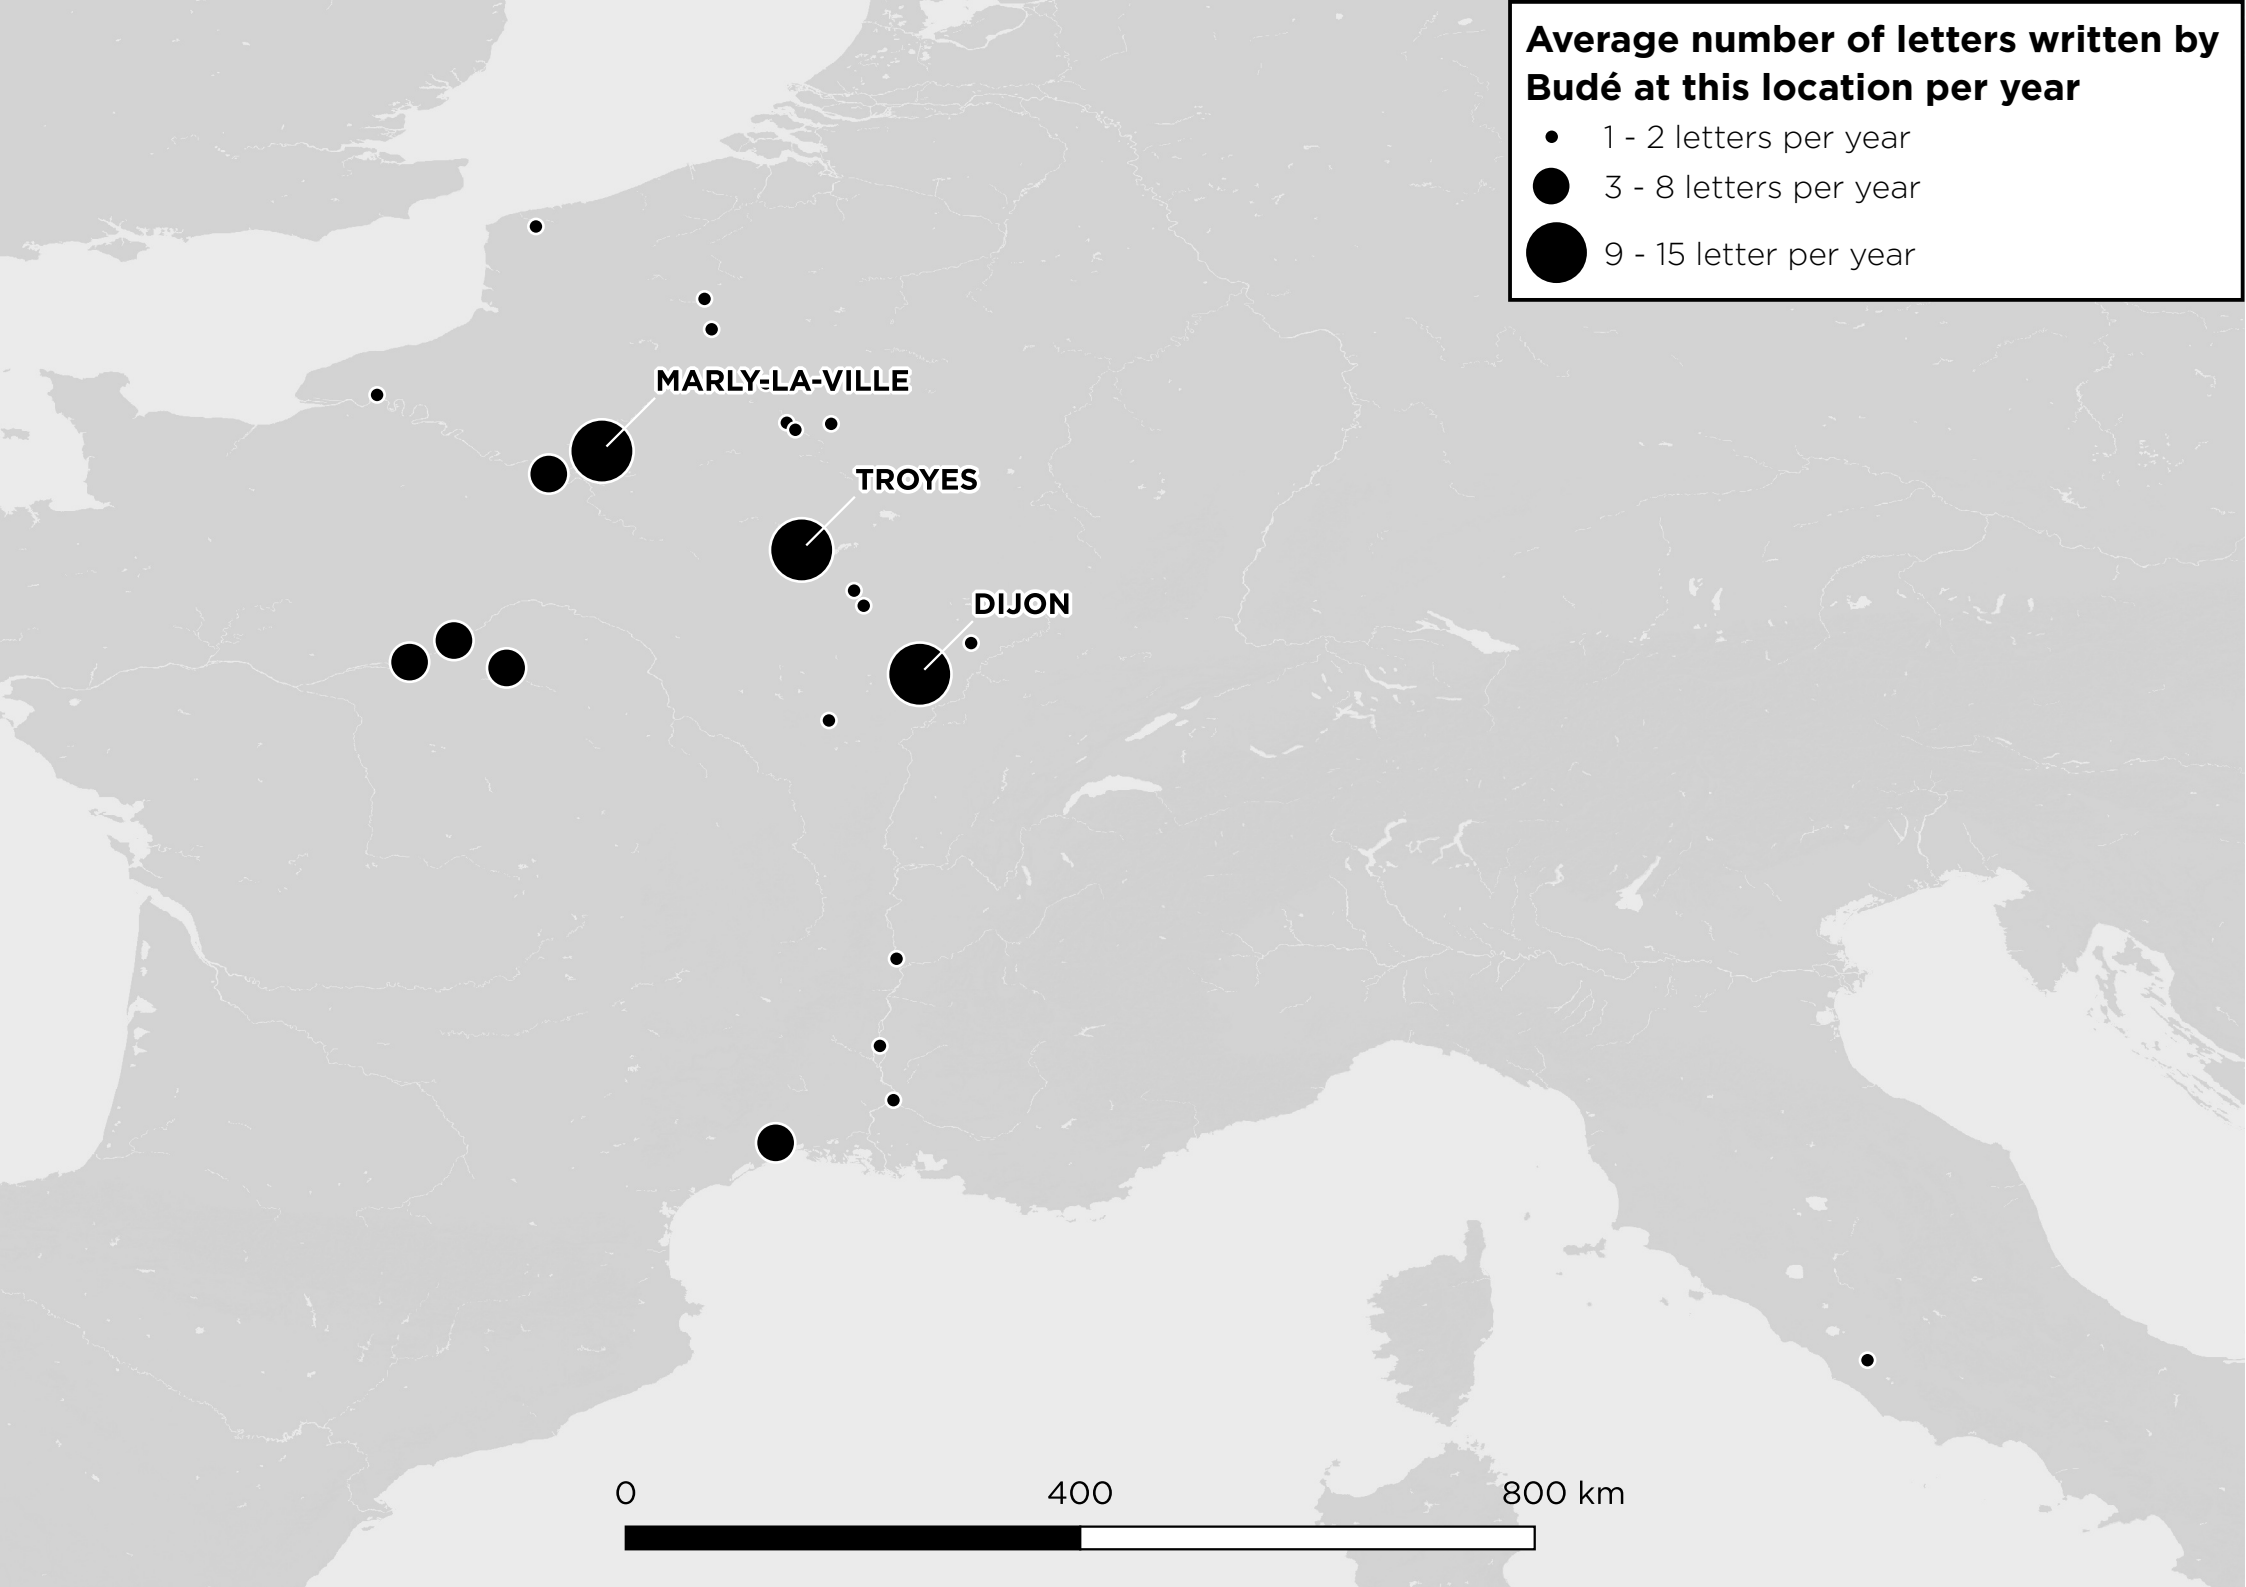 Average number of letters written by
Budé at this location per year
1 - 2 letters per year
3 - 8 letters per year
9 - 15 letter per year
MARLY-LA-VILLE
TROYES
DIJON
0 400 800 km